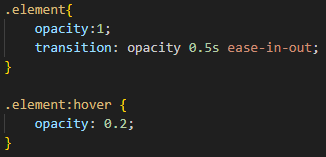 .element{
    opacity:1;
    transition: opacity 0.5s ease-in-out;
}

.element:hover {
    opacity: 0.2;
}